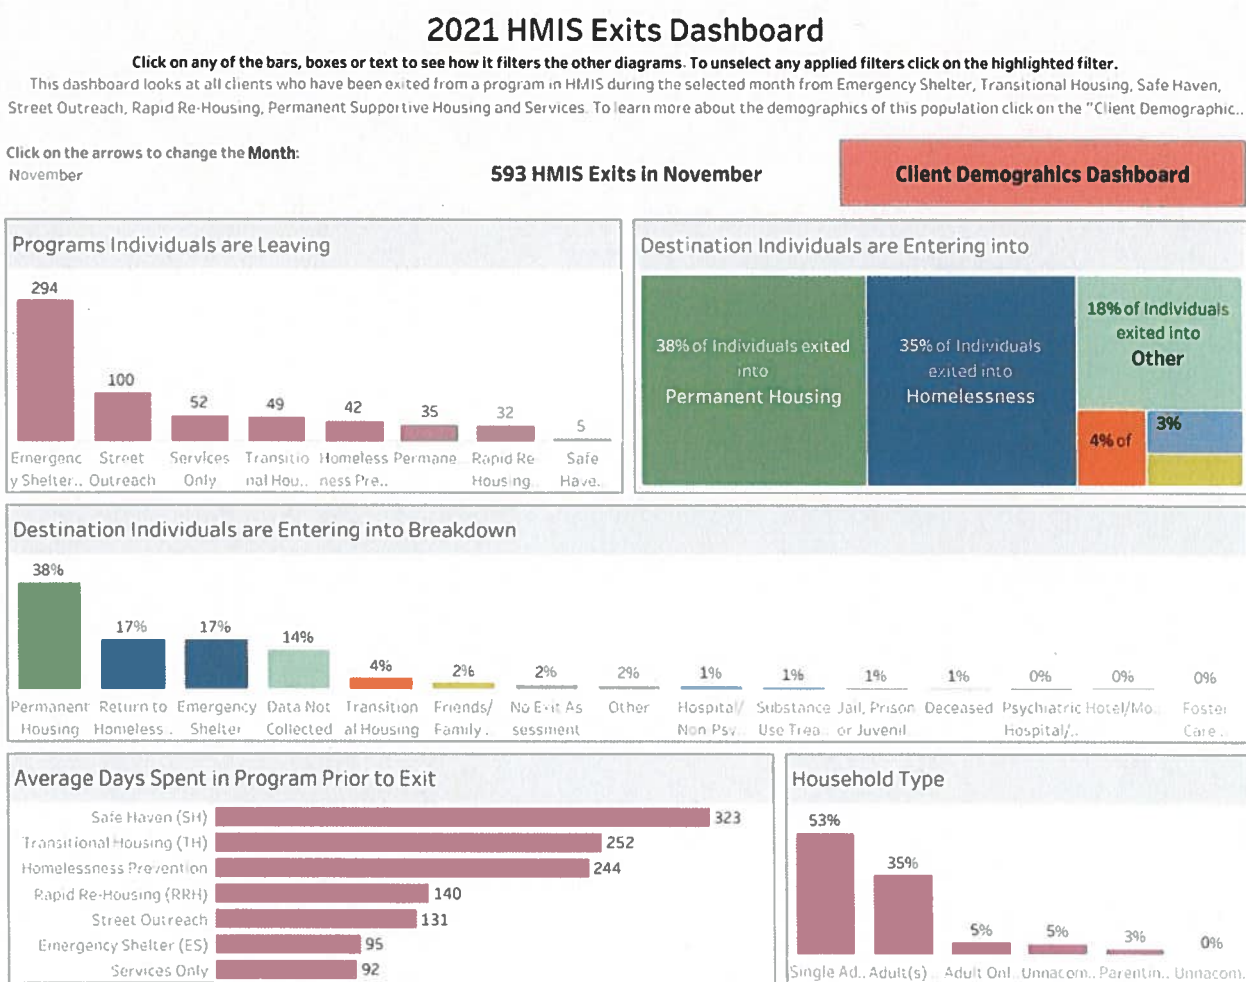 2021 HMIS Exits Dashboard
Click on any of the bars, boxes or text to see how it filters the other diagrams. To unselect any applied filters click on the highlighted filter.
This dashboard looks at all clients who have been exited from a program in HMIS during the selected month from Emergency Shelter, Transitional Housing, Safe Haven,
Street Outreach, Rapid Re-Housing, Permanent Supportive Housing and Services. To learn more about the demographics of this population click on the "Client Demographic..
Click on the arrows to change the Month:
November
593 HMIS Exits in November
Client Demograhics Dashboard
Programs Individuals are Leaving
294
100
52
49
42
35
32
5
Emergenc Street Services Transitio Homeless Permane.. Rapid Re- Safe
y Shelter.. Outreach Only nal Hou.. ness Pre.. Housing.. Have..
Destination Individuals are Entering into
38% of Individuals exited
into
Permanent Housing
35% of Individuals
exited into
Homelessness
18% of Individuals
exited into
Other
4% of
3%
Destination Individuals are Entering into Breakdown
38% 17% 17% 14% 4% 2% 2% 2% 1% 1% 1% 1% 0% 0% 0%
Permanent Return to Emergency Data Not Transition Friends/ No Exit As Other Hospital/ Substance Jail, Prison Deceased Psychiatric Hotel/Mo.. Foster
Housing Homeless.. Shelter Collected al Housing Family.. sessment Non Psy.. Use Trea.. or Juvenil.. Hospital/.. Care..
Average Days Spent in Program Prior to Exit
Safe Haven (SH) 323
Transitional Housing (TH) 252
Homelessness Prevention 244
Rapid Re-Housing (RRH) 140
Street Outreach 131
Emergency Shelter (ES) 95
Services Only 92
Household Type
53% 35% 5% 5% 3% 0%
Single Ad.. Adult(s).. Adult Onl.. Unnacom.. Parentin.. Unnacom..